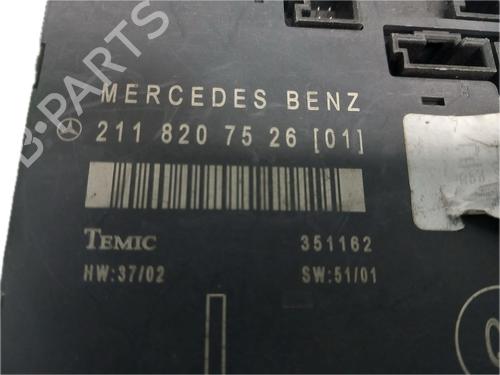 B-PARTS
MERCEDES BENZ
211 820 75 26 [01]
TEMIC 351162
HW:37/02 SW:51/01